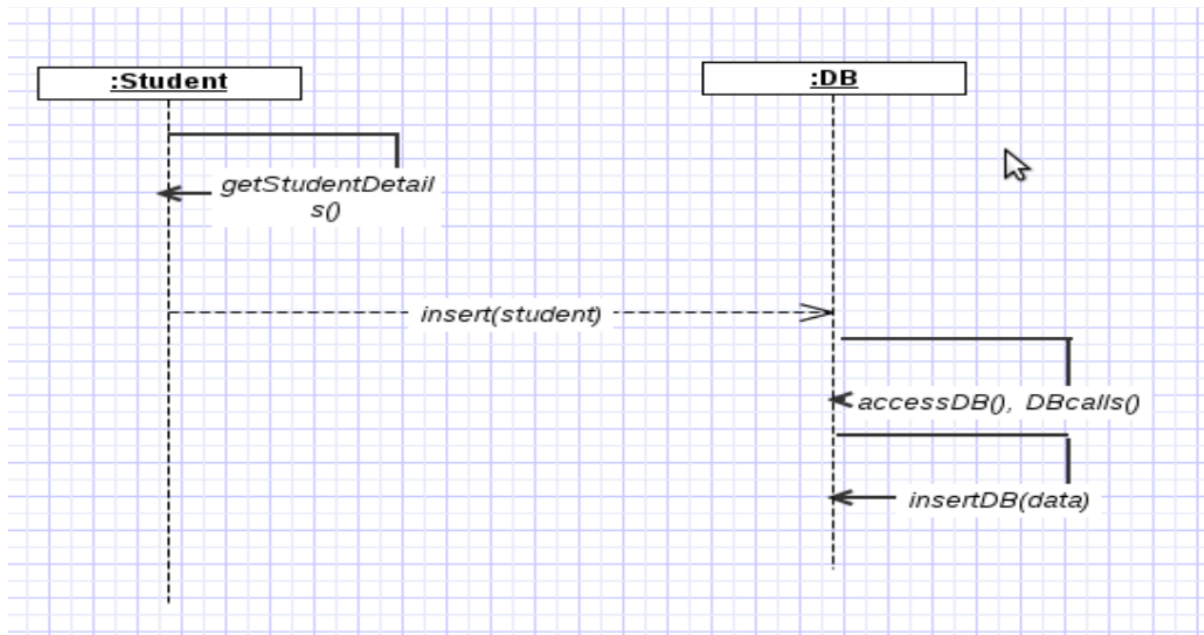 :Student
:DB
getStudentDetail
s()
insert(student)
accessDB(), DBcalls()
insertDB(data)